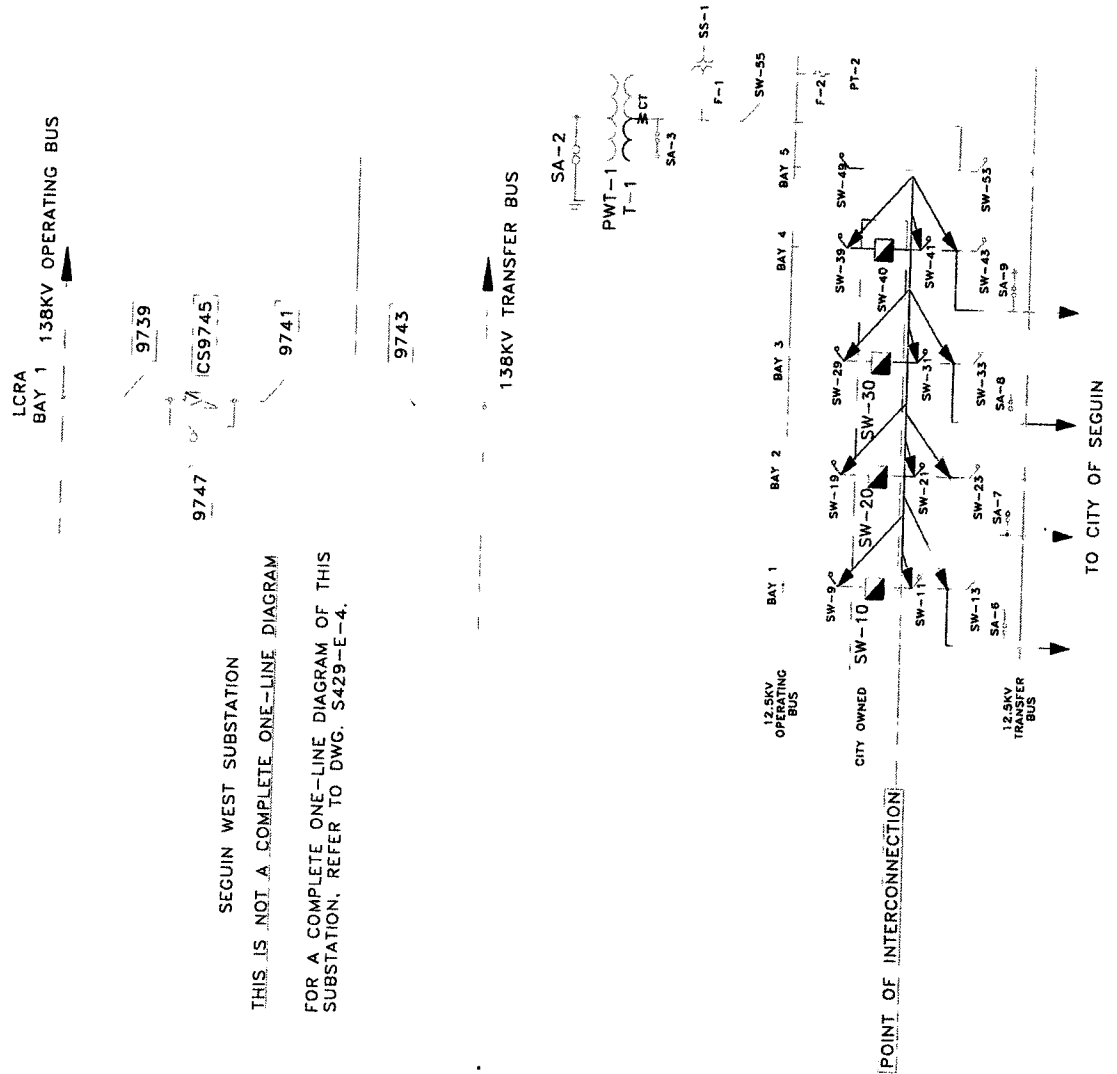 LCRA
BAY 1 138KV OPERATING BUS
9739
CS9745
9747
9741
9743
138KV TRANSFER BUS
SEGUIN WEST SUBSTATION
THIS IS NOT A COMPLETE ONE-LINE DIAGRAM
FOR A COMPLETE ONE-LINE DIAGRAM OF THIS
SUBSTATION, REFER TO DWG. S429-E-4.
SA-2
PWT-1
T-1
CT
SA-3
SS-1
F-1
SW-55
F-2
PT-2
12.5KV
OPERATING
BUS
BAY 1
BAY 2
BAY 3
BAY 4
BAY 5
SW-9
SW-19
SW-29
SW-39
SW-49
CITY OWNED
SW-10
SW-20
SW-30
SW-40
POINT OF INTERCONNECTION
SW-11
SW-21
SW-31
SW-41
SW-13
SW-23
SW-33
SW-43
SW-53
SA-6
SA-7
SA-8
SA-9
12.5KV
TRANSFER
BUS
TO CITY OF SEGUIN